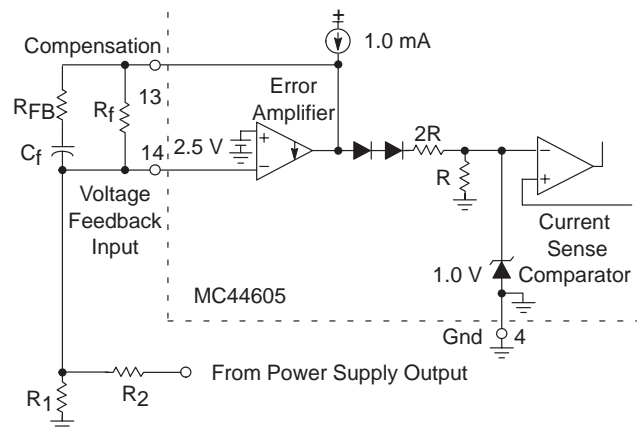 Compensation
1.0 mA
Error
Amplifier
13
RFB
Rf
Cf
14
2.5 V
+
−
2R
R
−
+
Voltage
Feedback
Input
Current
Sense
Comparator
1.0 V
MC44605
Gnd
4
From Power Supply Output
R1
R2